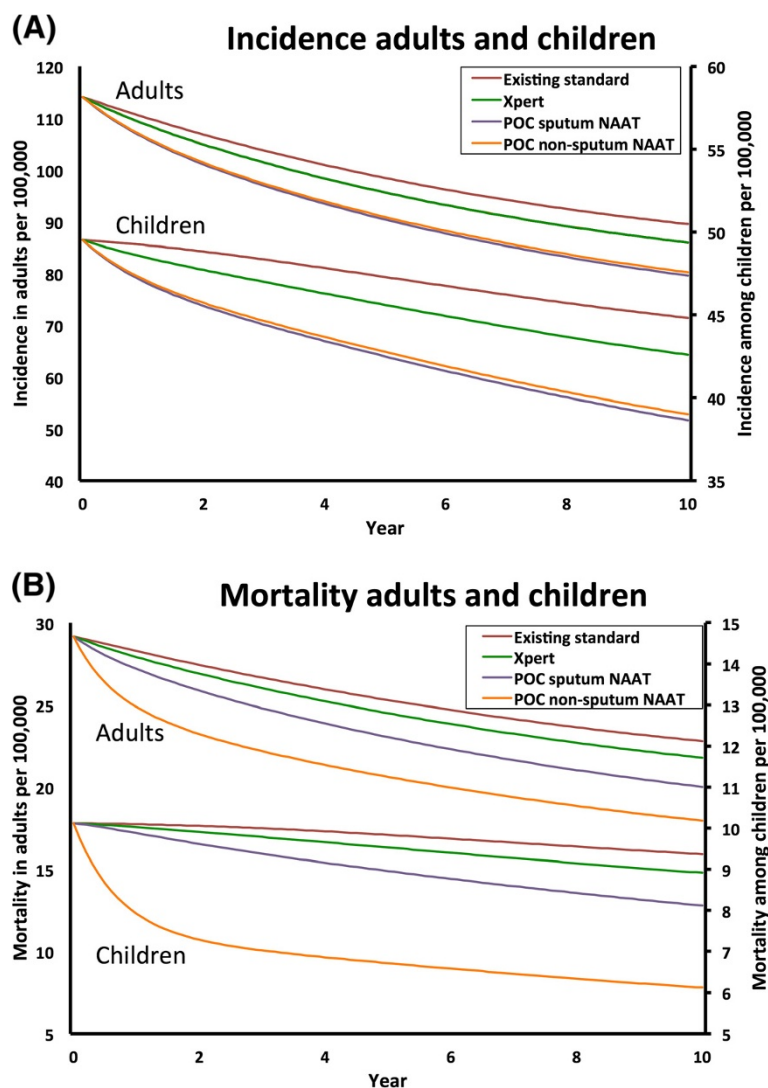 (A)
Incidence adults and children
120
110
100
90
80
70
60
50
40
Incidence in adults per 100,000
Adults
Children
Existing standard
Xpert
POC sputum NAAT
POC non-sputum NAAT
60
55
50
45
40
35
Incidence among children per 100,000
0 2 4 6 8 10
Year
(B)
Mortality adults and children
30
25
20
15
10
5
Mortality in adults per 100,000
Adults
Children
Existing standard
Xpert
POC sputum NAAT
POC non-sputum NAAT
15
14
13
12
11
10
9
8
7
6
5
Mortality among children per 100,000
0 2 4 6 8 10
Year